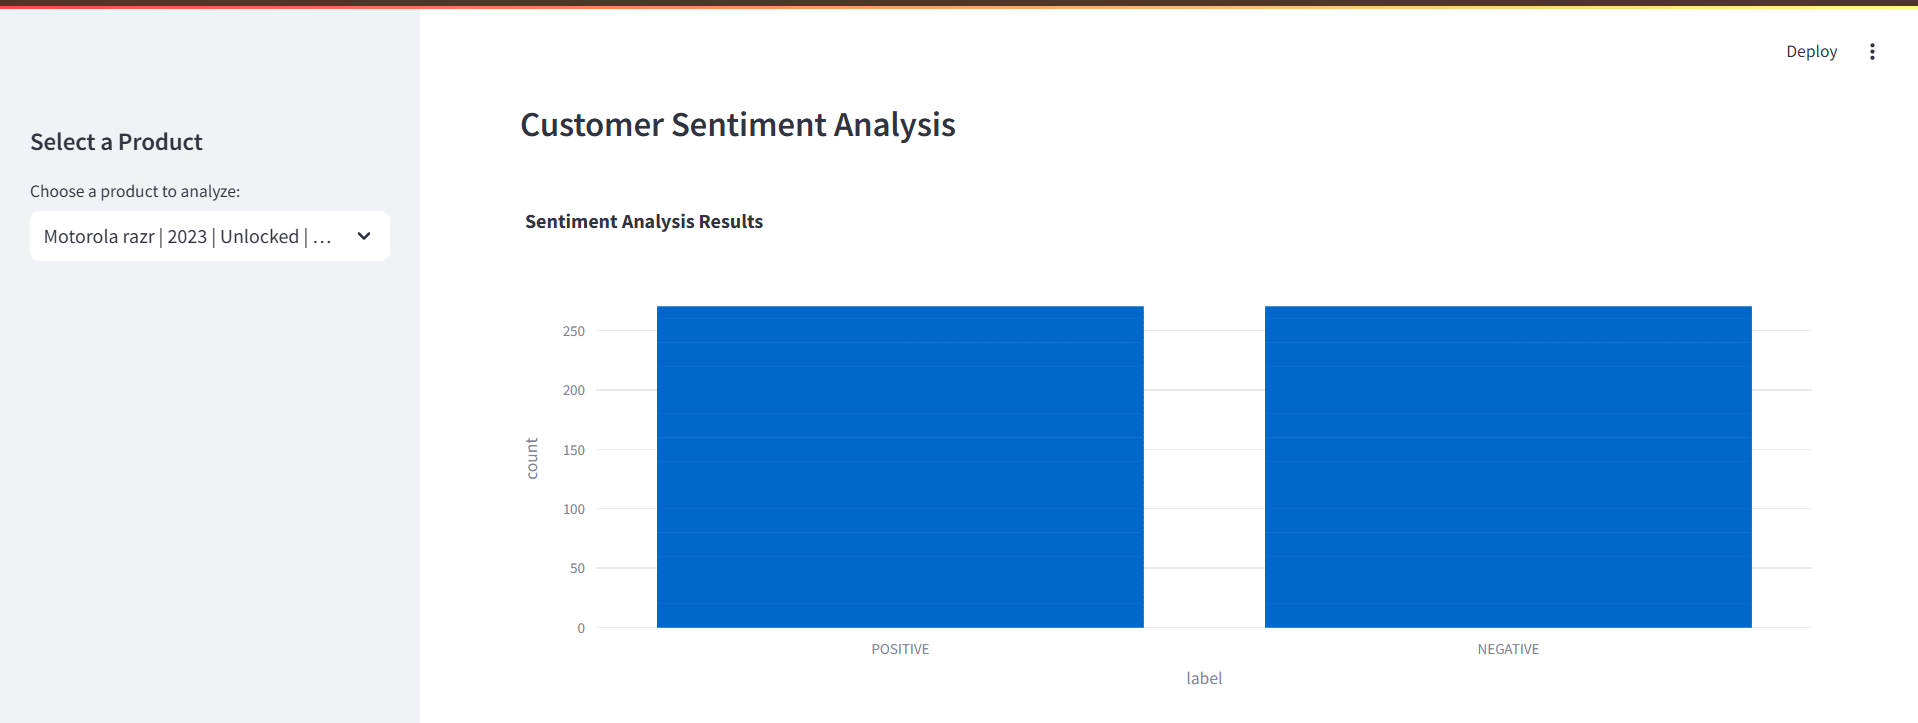 Deploy
Select a Product
Choose a product to analyze:
Motorola razr | 2023 | Unlocked | ...
Customer Sentiment Analysis
Sentiment Analysis Results
250
200
150
100
50
0
count
POSITIVE
NEGATIVE
label